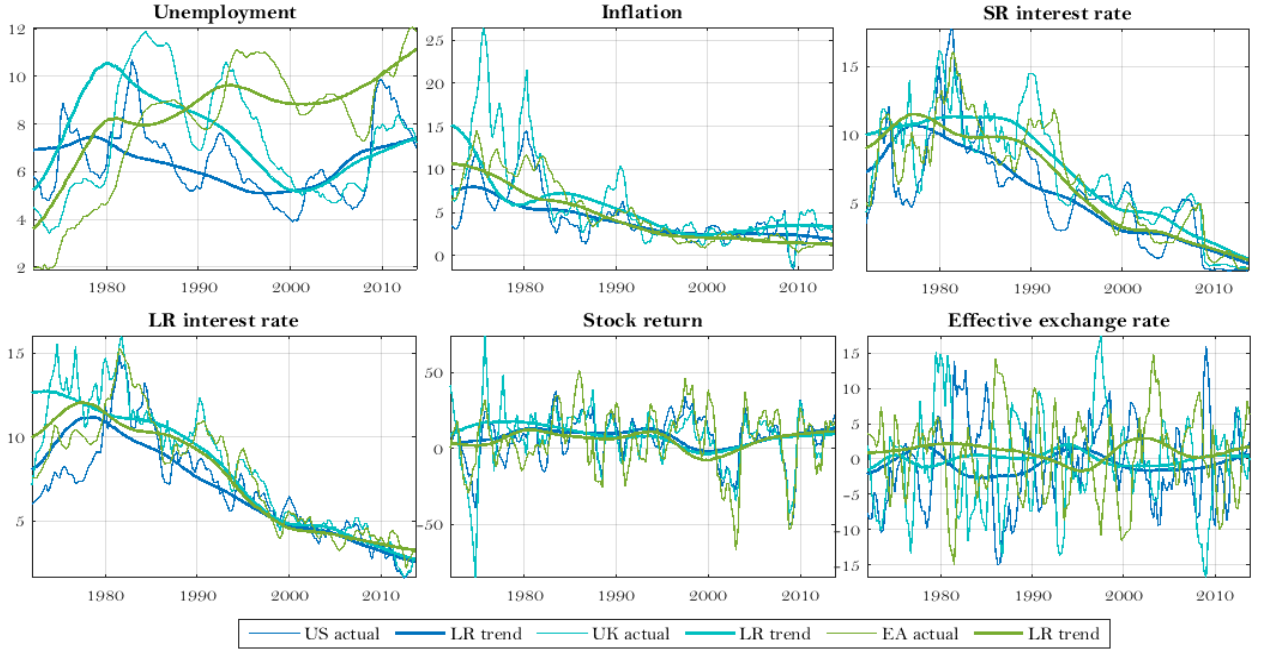 Unemployment
12
10
8
6
4
2
1980 1990 2000 2010
Inflation
25
20
15
10
5
0
1980 1990 2000 2010
SR interest rate
15
10
5
1980 1990 2000 2010
LR interest rate
15
10
5
1980 1990 2000 2010
Stock return
50
0
-50
1980 1990 2000 2010
Effective exchange rate
15
10
5
0
-5
-10
-15
1980 1990 2000 2010
US actual LR trend UK actual LR trend EA actual LR trend